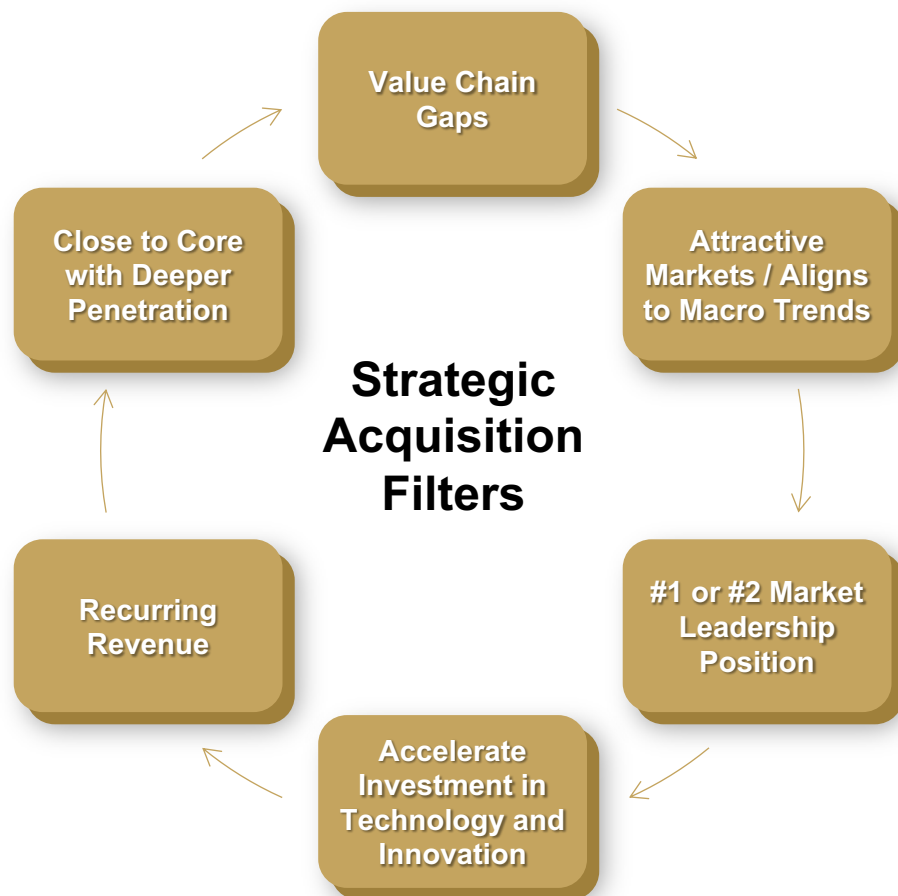 Value Chain
Gaps
Attractive
Markets / Aligns
to Macro Trends
#1 or #2 Market
Leadership
Position
Accelerate
Investment in
Technology and
Innovation
Recurring
Revenue
Close to Core
with Deeper
Penetration
Strategic
Acquisition
Filters